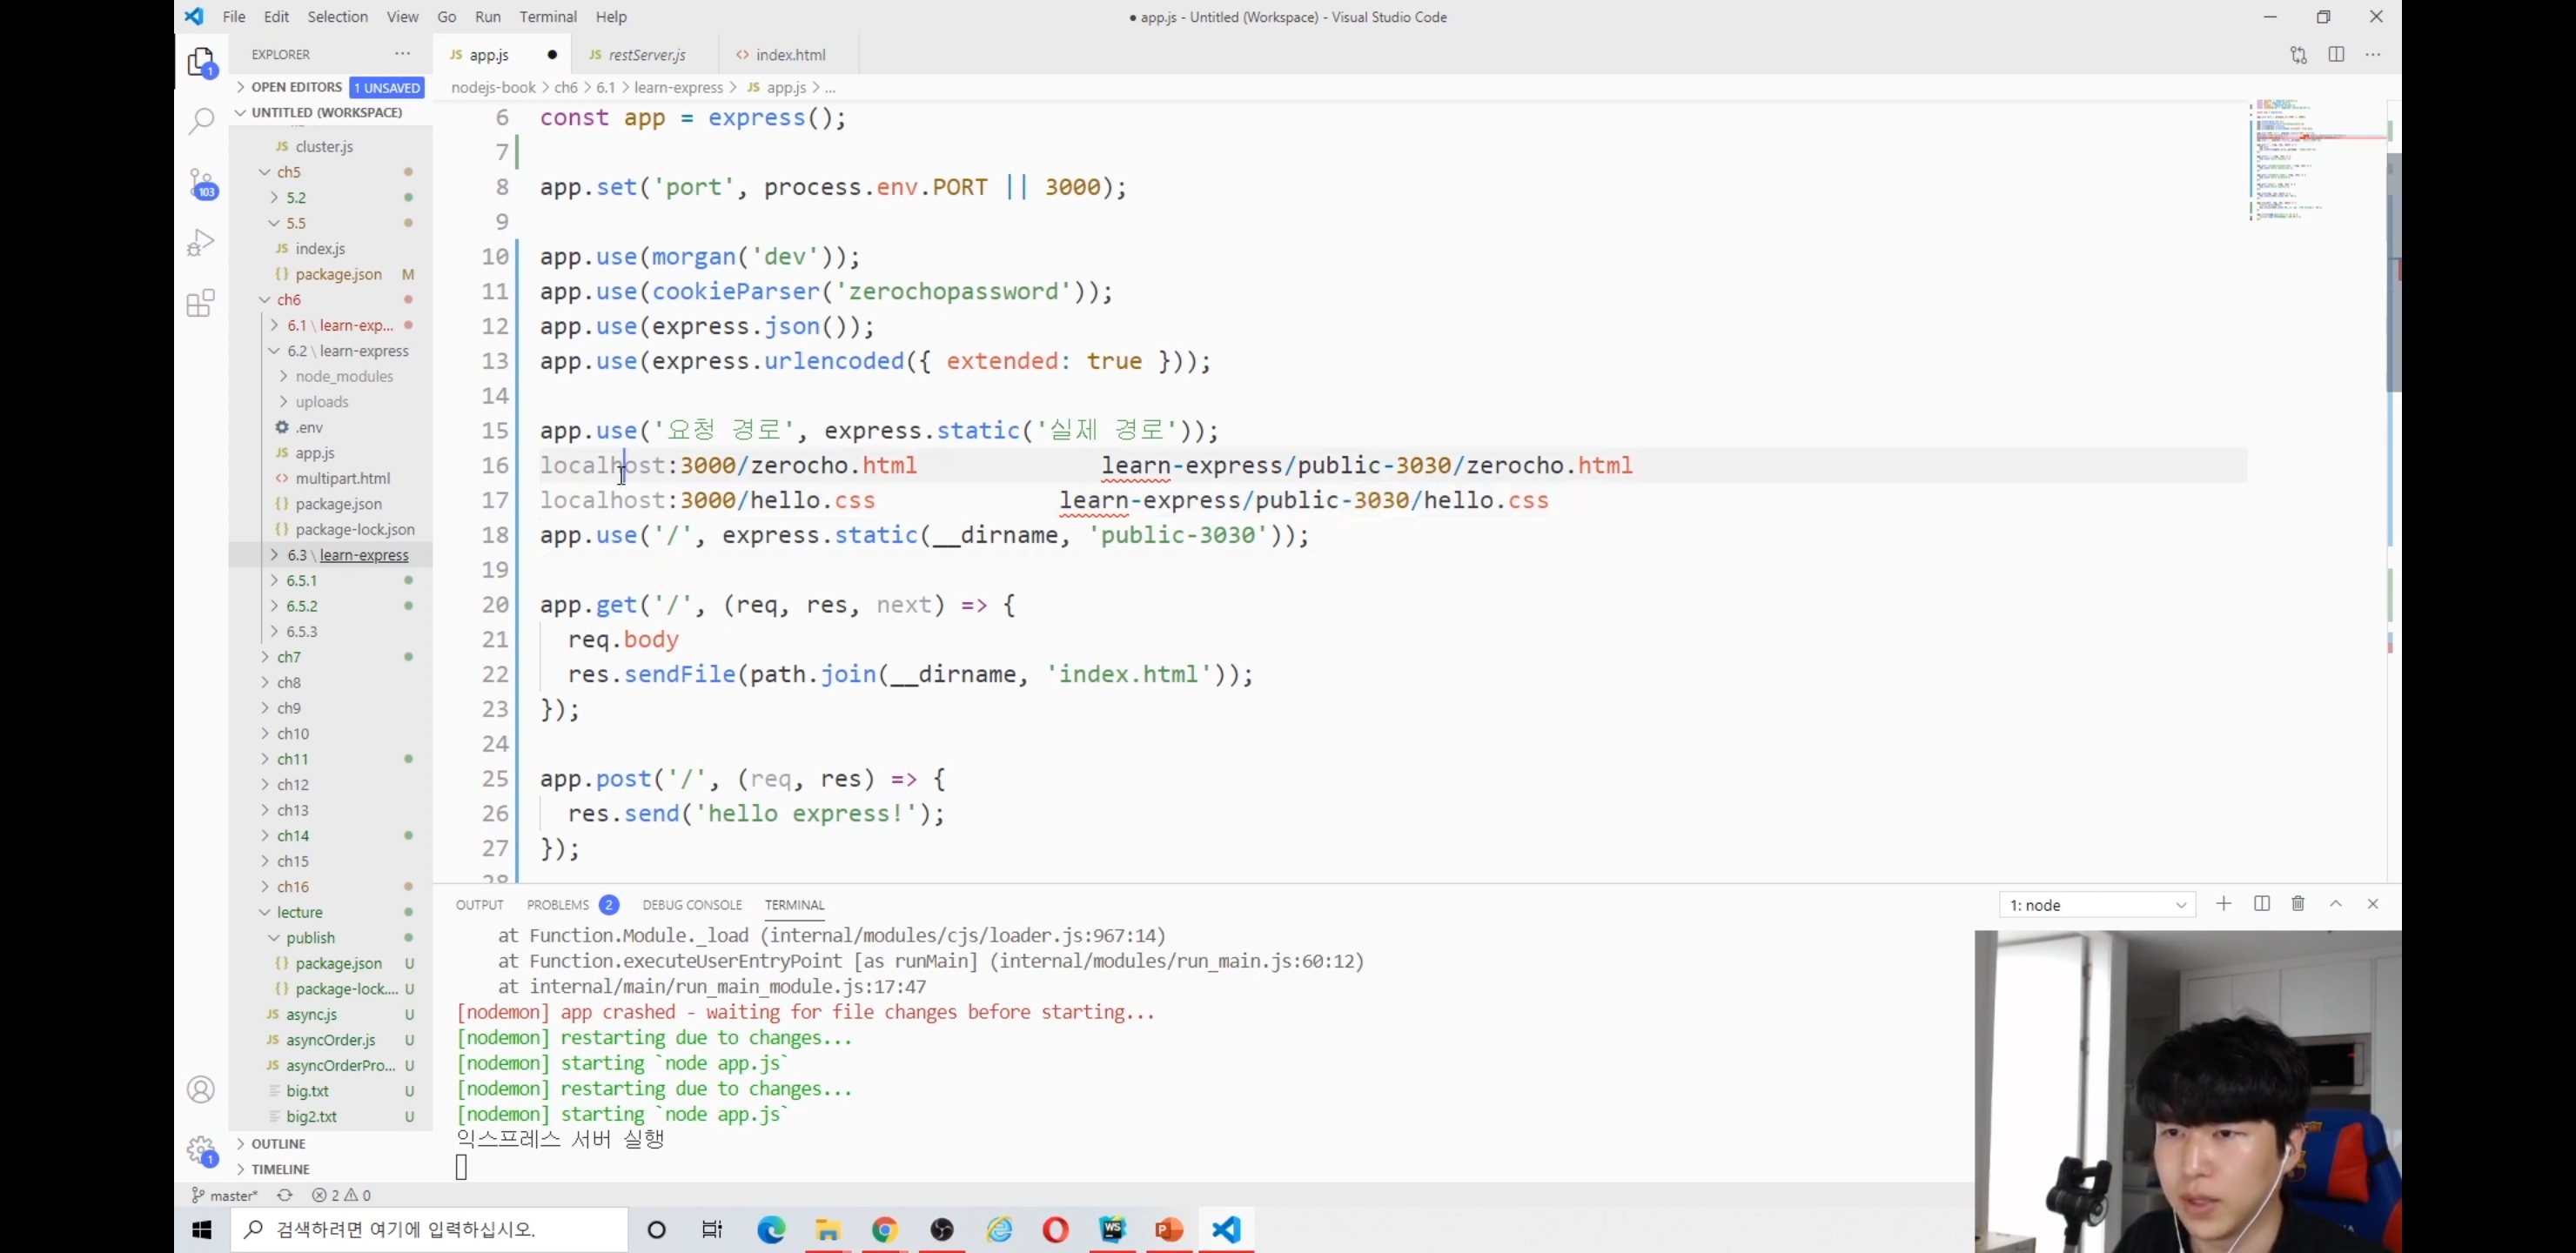 File Edit Selection View Go Run Terminal Help
● app.js - Untitled (Workspace) - Visual Studio Code
EXPLORER
JS app.js ●
JS restServer.js
<> index.html
OPEN EDITORS 1 UNSAVED
nodejs-book > ch6 > 6.1 > learn-express > JS app.js > ...
UNTITLED (WORKSPACE)
JS cluster.js
ch5
5.2
5.5
JS index.js
{} package.json M
ch6
6.1 \ learn-exp...
6.2 \ learn-express
node_modules
uploads
.env
JS app.js
<> multipart.html
{} package.json
{} package-lock.json
6.3 \ learn-express
6.5.1
6.5.2
6.5.3
ch7
ch8
ch9
ch10
ch11
ch12
ch13
ch14
ch15
ch16
lecture
publish
{} package.json U
{} package-lock.... U
JS async.js U
JS asyncOrder.js U
JS asyncOrderPro... U
big.txt U
big2.txt U
OUTLINE
TIMELINE
1
103
1
6 const app = express();
7
8 app.set('port', process.env.PORT || 3000);
9
10 app.use(morgan('dev'));
11 app.use(cookieParser('zerochopassword'));
12 app.use(express.json());
13 app.use(express.urlencoded({ extended: true }));
14
15 app.use('요청 경로', express.static('실제 경로'));
16 localhost:3000/zerocho.html learn-express/public-3030/zerocho.html
17 localhost:3000/hello.css learn-express/public-3030/hello.css
18 app.use('/', express.static(__dirname, 'public-3030'));
19
20 app.get('/', (req, res, next) => {
21 req.body
22 res.sendFile(path.join(__dirname, 'index.html'));
23 });
24
25 app.post('/', (req, res) => {
26 res.send('hello express!');
27 });
28
OUTPUT PROBLEMS 2 DEBUG CONSOLE TERMINAL
1: node
at Function.Module._load (internal/modules/cjs/loader.js:967:14)
at Function.executeUserEntryPoint [as runMain] (internal/modules/run_main.js:60:12)
at internal/main/run_main_module.js:17:47
[nodemon] app crashed - waiting for file changes before starting...
[nodemon] restarting due to changes...
[nodemon] starting `node app.js`
[nodemon] restarting due to changes...
[nodemon] starting `node app.js`
익스프레스 서버 실행
master* 2 0
검색하려면 여기에 입력하십시오.
WS
P